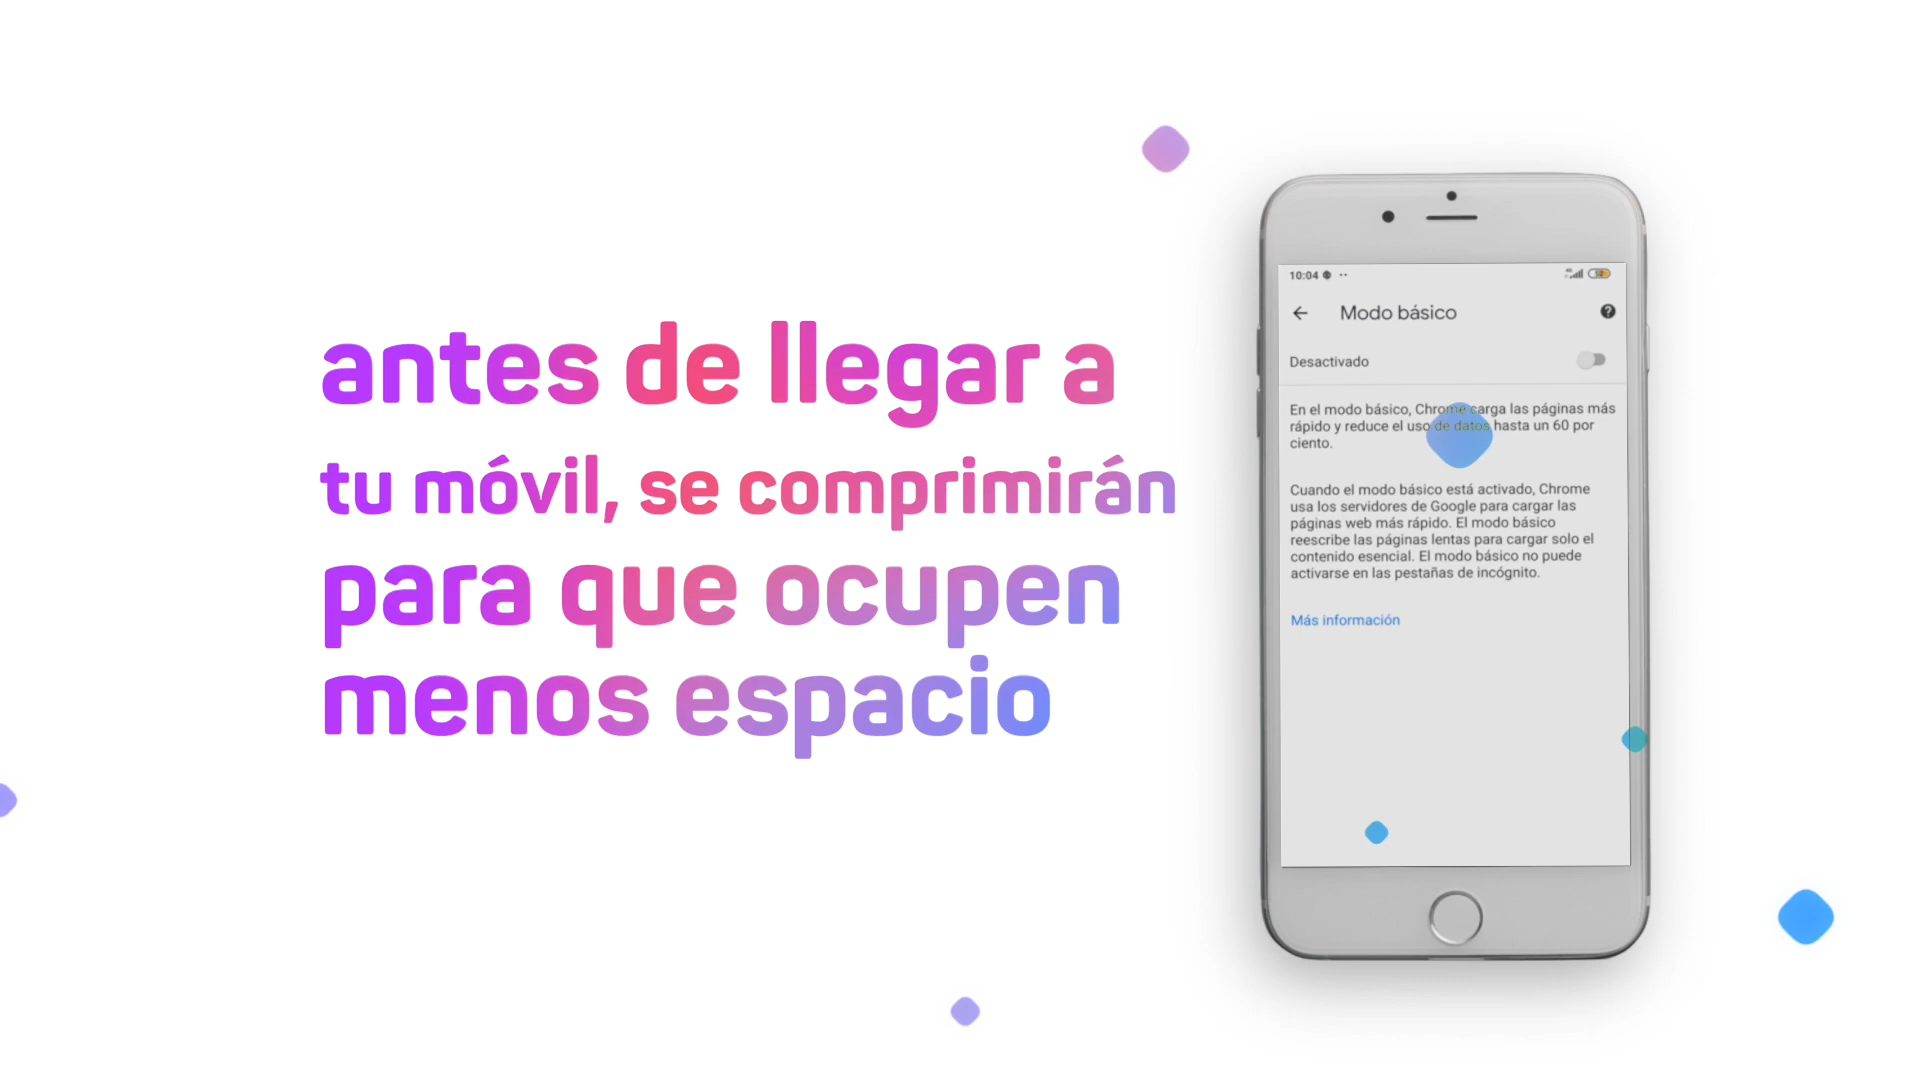 antes de llegar a
tu móvil, se comprimirán
para que ocupen
menos espacio
10:04
Modo básico
Desactivado
En el modo básico, Chrome carga las páginas más
rápido y reduce el uso de datos hasta un 60 por
ciento.
Cuando el modo básico está activado, Chrome
usa los servidores de Google para cargar las
páginas web más rápido. El modo básico
reescribe las páginas lentas para cargar solo el
contenido esencial. El modo básico no puede
activarse en las pestañas de incógnito.
Más información